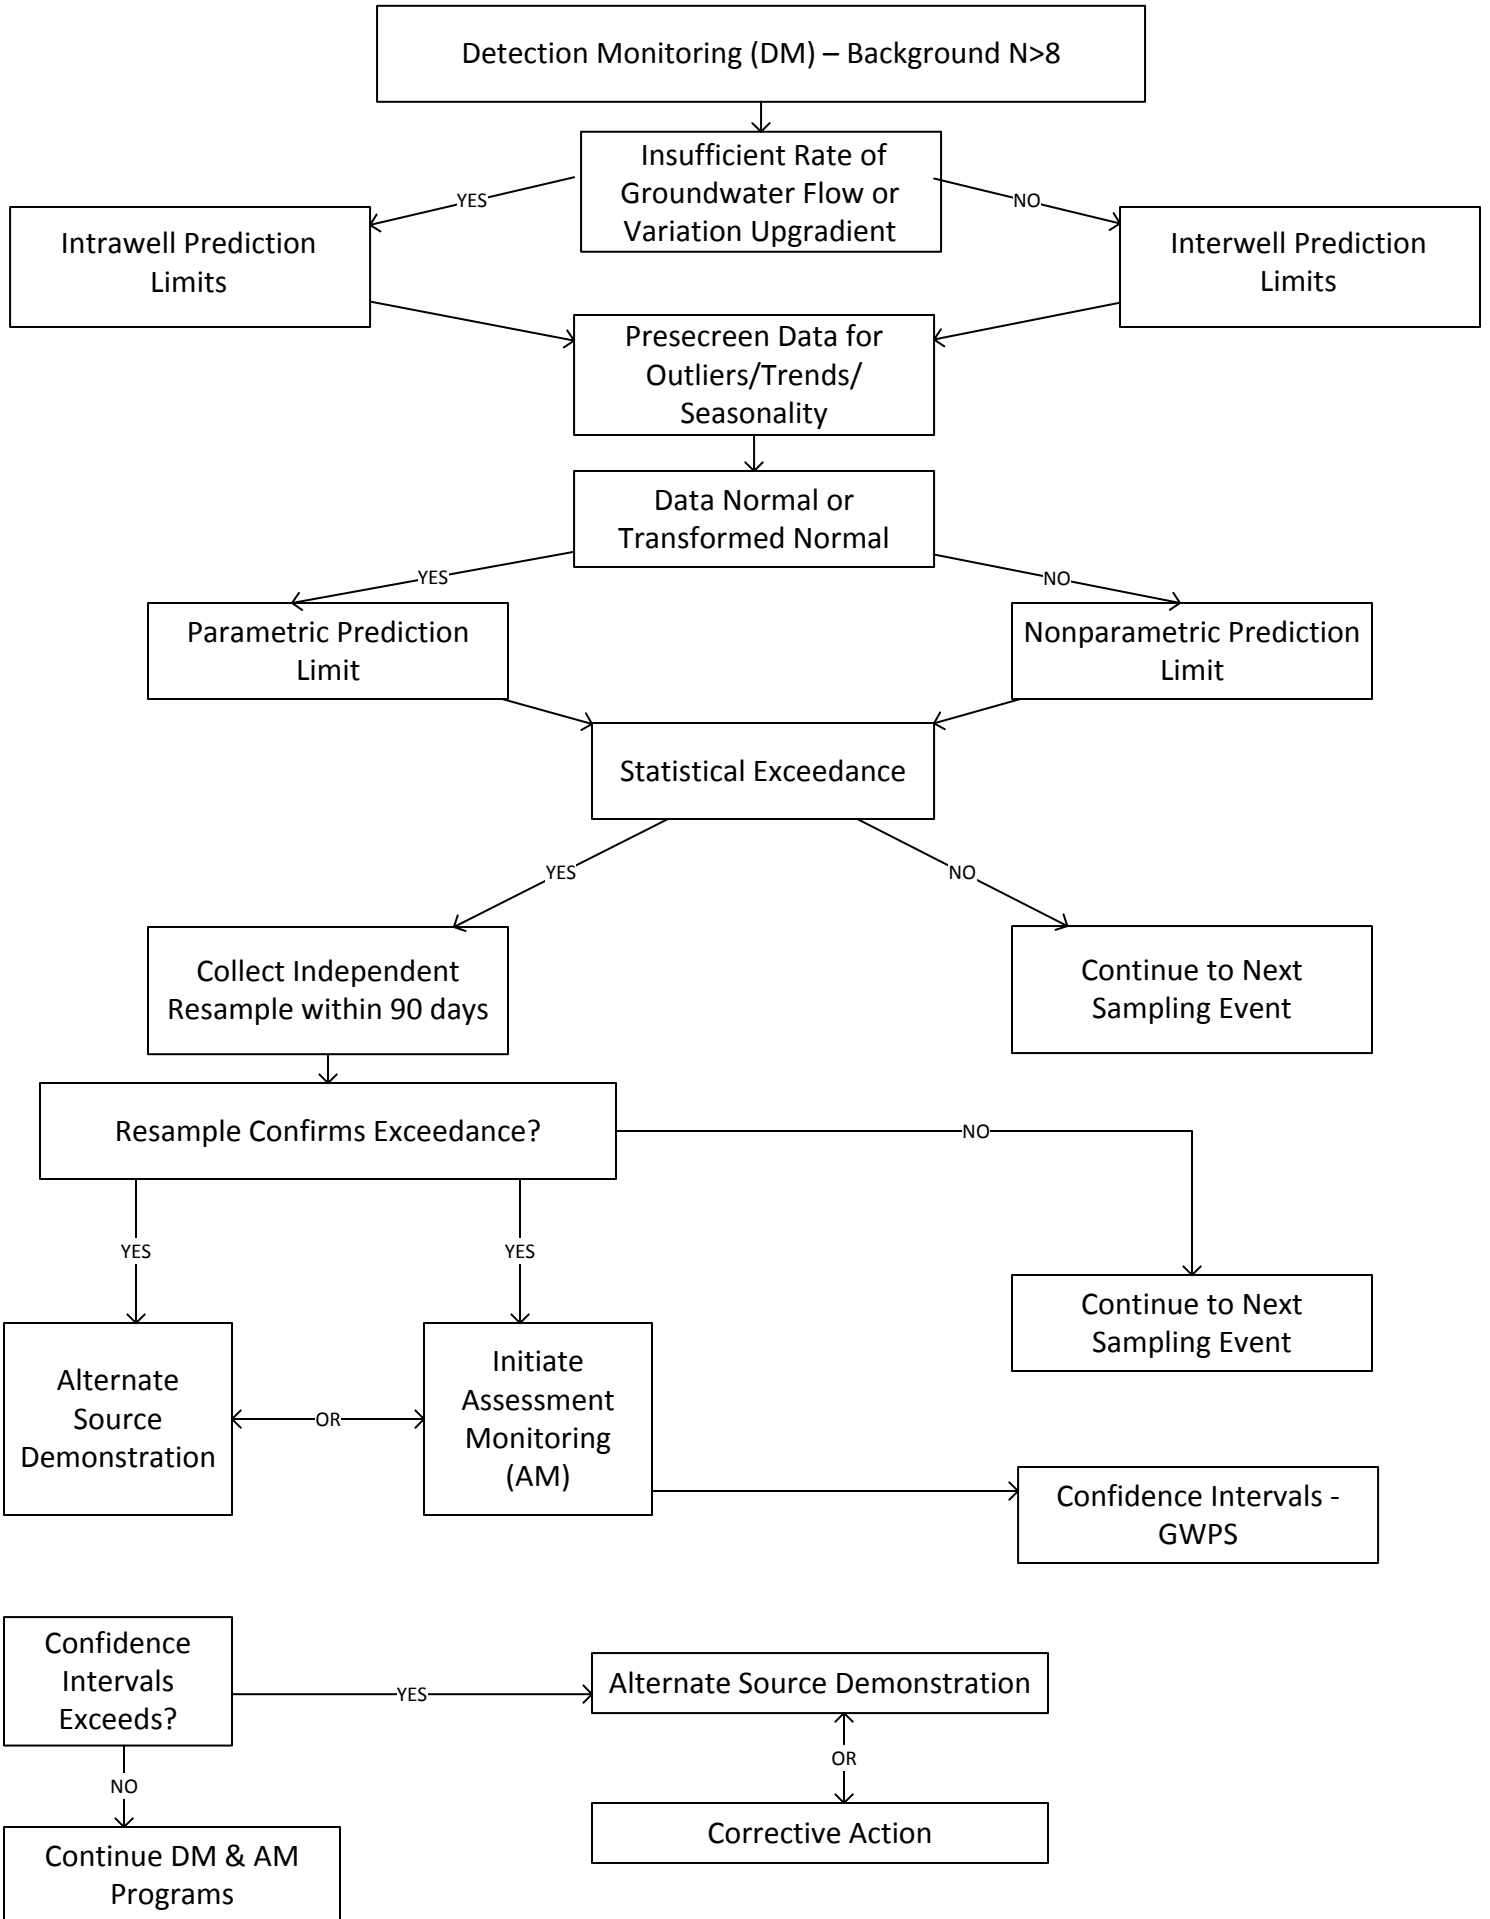 Detection Monitoring (DM) – Background N>8
Insufficient Rate of
Groundwater Flow or
Variation Upgradient
YES
NO
Intrawell Prediction
Limits
Interwell Prediction
Limits
Presecreen Data for
Outliers/Trends/
Seasonality
Data Normal or
Transformed Normal
YES
NO
Parametric Prediction
Limit
Nonparametric Prediction
Limit
Statistical Exceedance
YES
NO
Collect Independent
Resample within 90 days
Continue to Next
Sampling Event
Resample Confirms Exceedance?
NO
YES
YES
Continue to Next
Sampling Event
Alternate
Source
Demonstration
OR
Initiate
Assessment
Monitoring
(AM)
Confidence Intervals -
GWPS
Confidence
Intervals
Exceeds?
YES
Alternate Source Demonstration
OR
NO
Corrective Action
Continue DM & AM
Programs